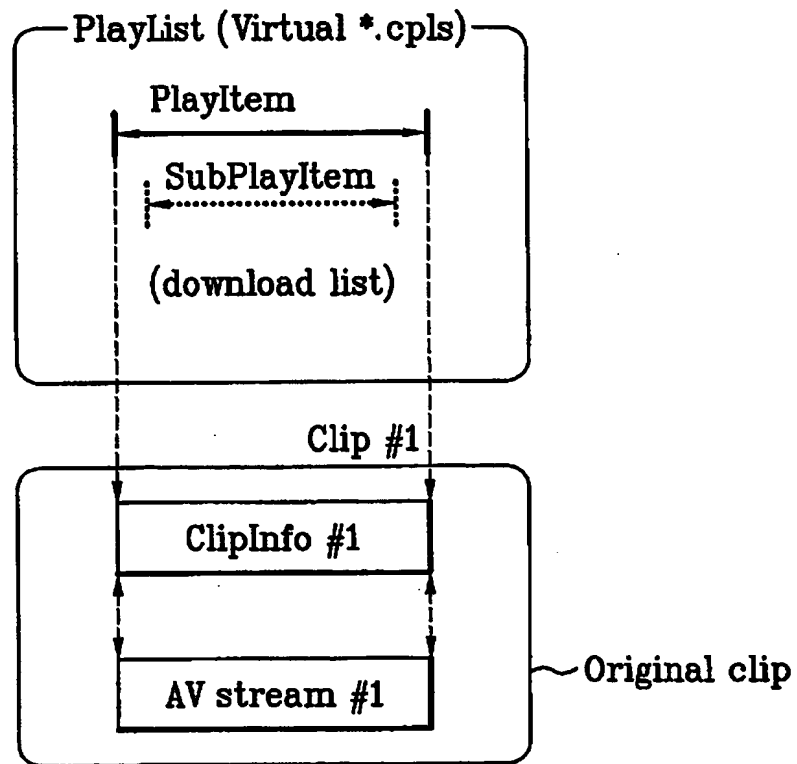 PlayList (Virtual *.cpls)
PlayItem
SubPlayItem
(download list)
Clip #1
ClipInfo #1
AV stream #1
Original clip